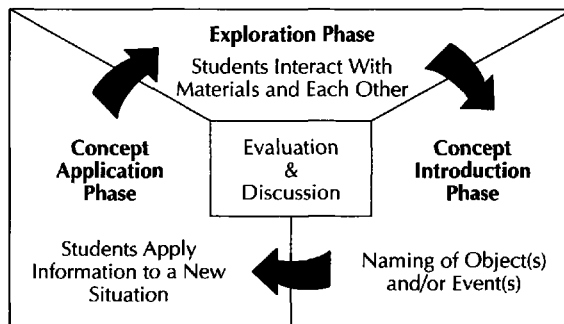 Exploration Phase
Students Interact With
Materials and Each Other
Concept
Application
Phase
Evaluation
&
Discussion
Concept
Introduction
Phase
Students Apply
Information to a New
Situation
Naming of Object(s)
and/or Event(s)